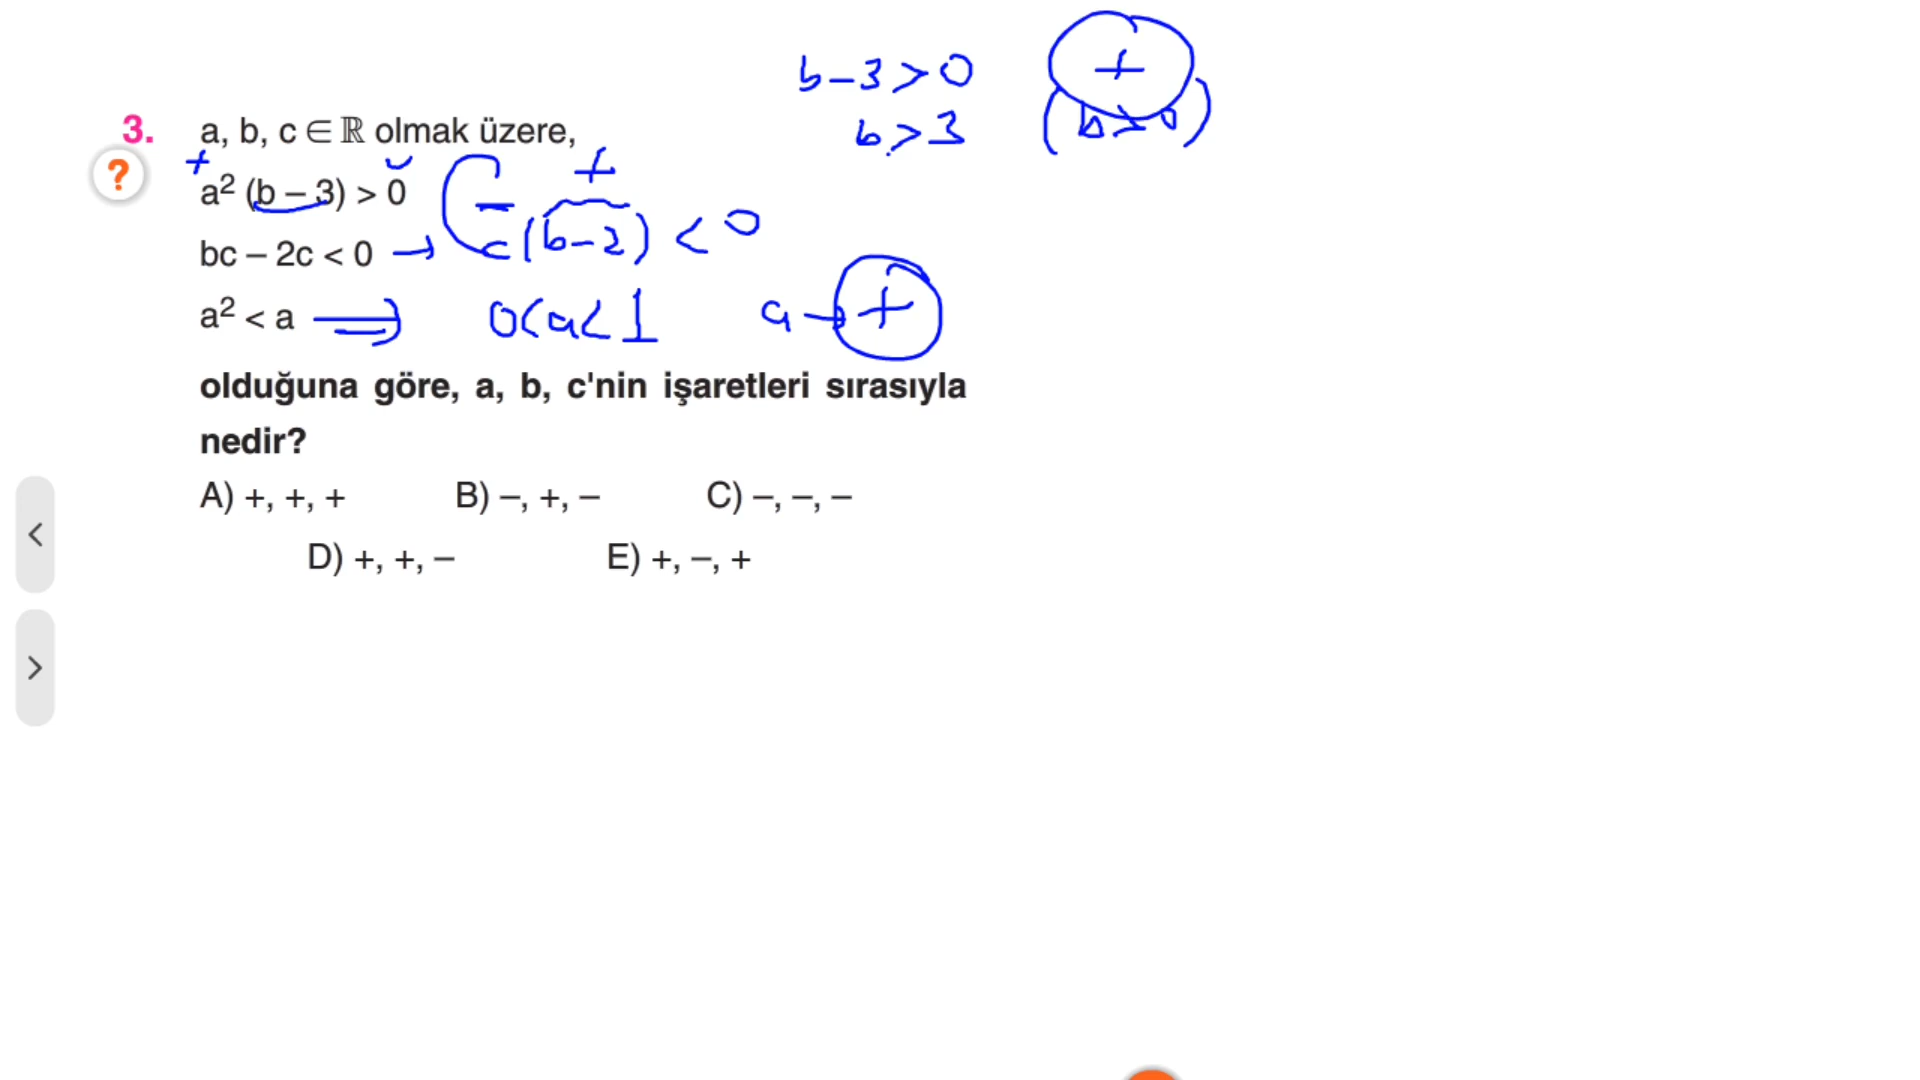 b-3>0
+
b>3
(b>0)
3. a, b, c ∈ ℝ olmak üzere,
+
?
a² (b – 3) > 0
- +
c(b-2) < 0
bc – 2c < 0 →
a² < a ⇒ 0<a<1 a → +
olduğuna göre, a, b, c'nin işaretleri sırasıyla
nedir?
A) +, +, + B) –, +, – C) –, –, –
D) +, +, – E) +, –, +
<
>